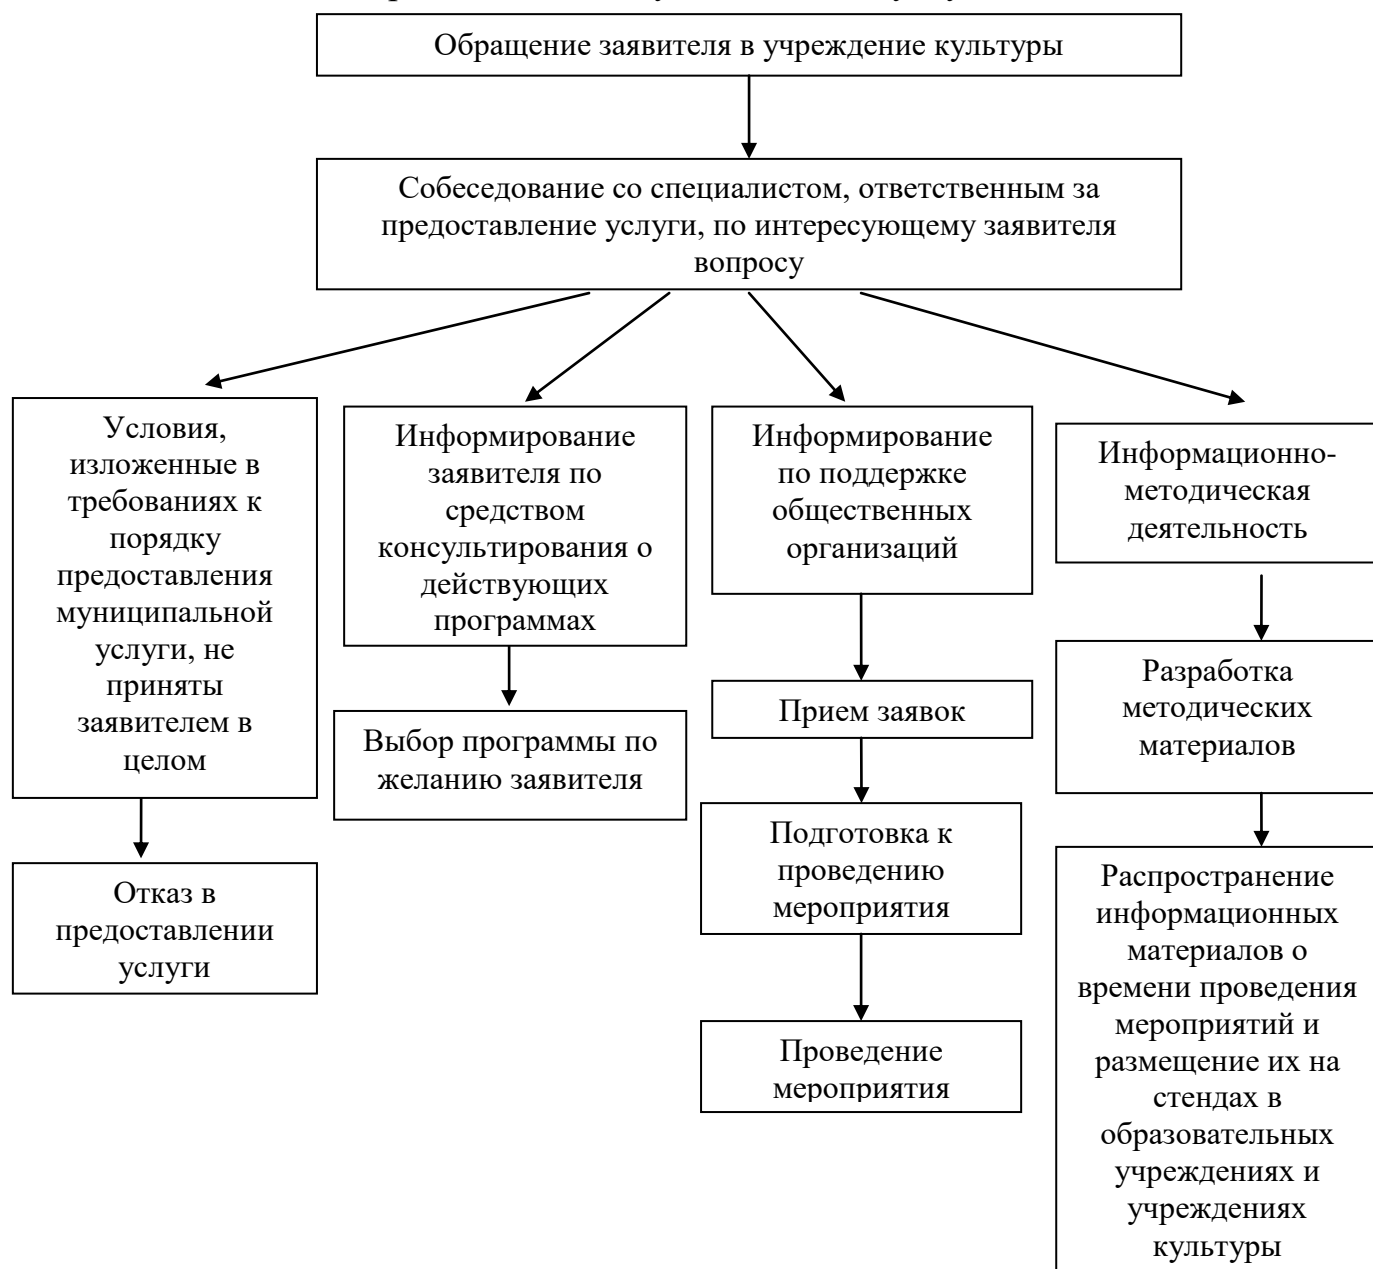 Обращение заявителя в учреждение культуры
Собеседование со специалистом, ответственным за
предоставление услуги, по интересующему заявителя
вопросу
Условия,
изложенные в
требованиях к
порядку
предоставления
муниципальной
услуги, не
приняты
заявителем в
целом
Отказ в
предоставлении
услуги
Информирование
заявителя по
средством
консультирования о
действующих
программах
Выбор программы по
желанию заявителя
Информирование
по поддержке
общественных
организаций
Прием заявок
Подготовка к
проведению
мероприятия
Проведение
мероприятия
Информационно-
методическая
деятельность
Разработка
методических
материалов
Распространение
информационных
материалов о
времени проведения
мероприятий и
размещение их на
стендах в
образовательных
учреждениях и
учреждениях
культуры